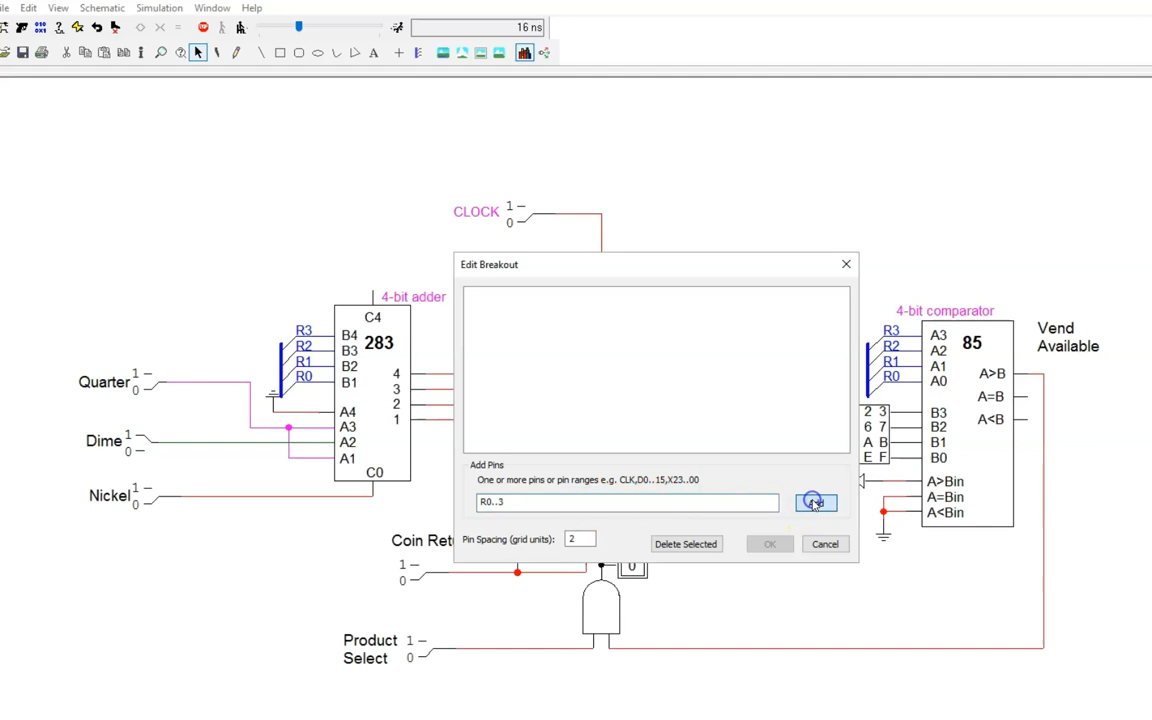 ile Edit View Schematic Simulation Window Help
16 ns
CLOCK 1
0
Edit Breakout
4-bit adder
C4
283
R3
R2
R1
R0
B4
B3
B2
B1
A4
A3
A2
A1
C0
4
3
2
1
Quarter 1
0
Dime 1
0
Nickel 1
0
Add Pins
One or more pins or pin ranges e.g. CLK,D0..15,X23..00
R0..3
Pin Spacing (grid units): 2
Delete Selected
OK
Cancel
4-bit comparator
85
R3
R2
R1
R0
A3
A2
A1
A0
B3
B2
B1
B0
A>B
A=B
A<B
A>Bin
A=Bin
A<Bin
2 3
6 7
A B
E F
Vend
Available
Coin Ret
1
0
Product
Select
1
0